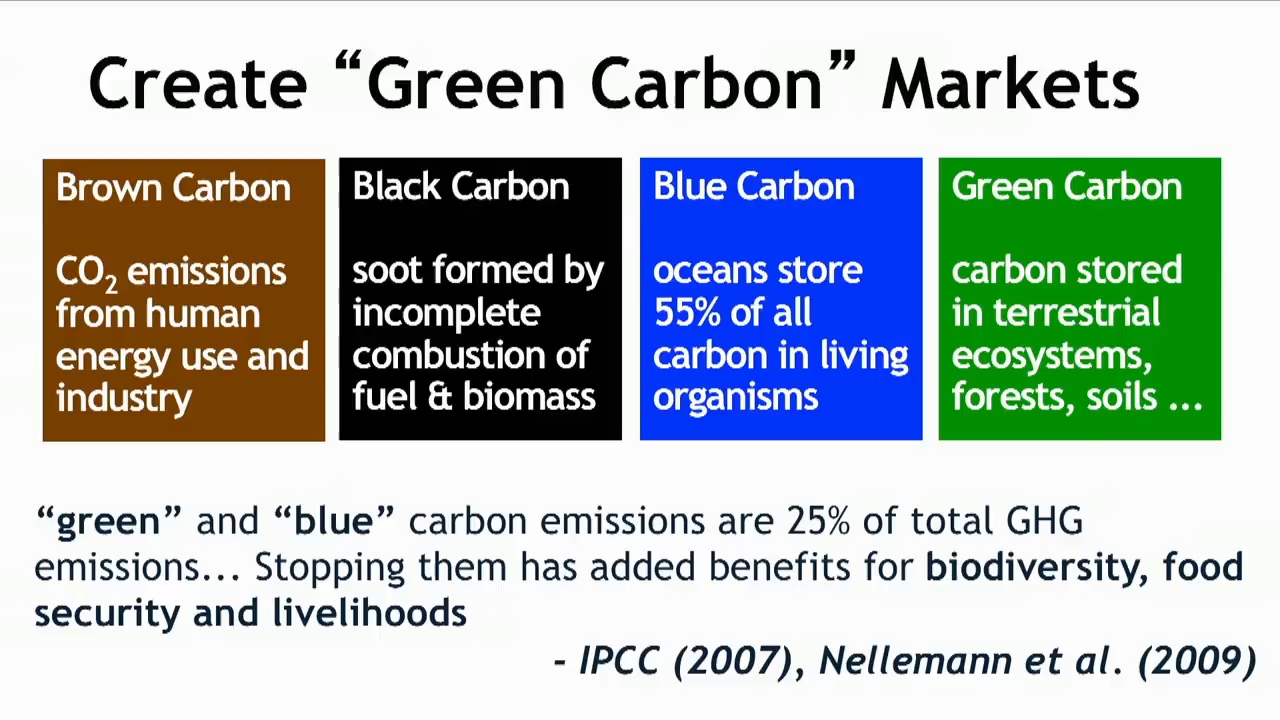 Create “Green Carbon” Markets
Brown Carbon
CO₂ emissions
from human
energy use and
industry
Black Carbon
soot formed by
incomplete
combustion of
fuel & biomass
Blue Carbon
oceans store
55% of all
carbon in living
organisms
Green Carbon
carbon stored
in terrestrial
ecosystems,
forests, soils ...
“green” and “blue” carbon emissions are 25% of total GHG
emissions... Stopping them has added benefits for biodiversity, food
security and livelihoods
- IPCC (2007), Nellemann et al. (2009)